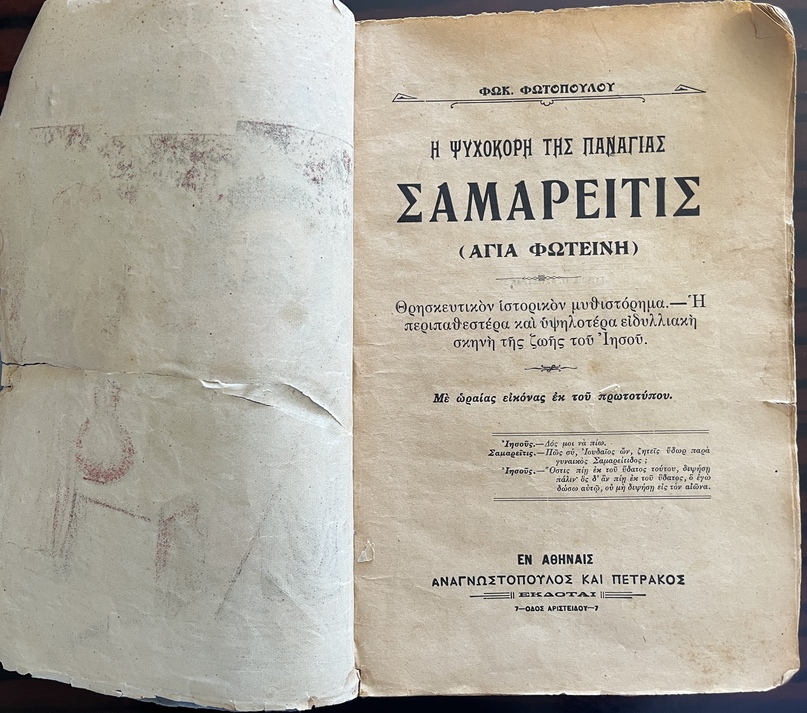 ΦΩΚ. ΦΩΤΟΠΟΥΛΟΥ
Η ΨΥΧΟΚΟΡΗ ΤΗΣ ΠΑΝΑΓΙΑΣ
ΣΑΜΑΡΕΙΤΙΣ
(ΑΓΙΑ ΦΩΤΕΙΝΗ)
Θρησκευτικὸν ἱστορικὸν μυθιστόρημα.—Ἡ
περιπαθεστέρα καὶ ὑψηλοτέρα εἰδυλλιακὴ
σκηνὴ τῆς ζωῆς τοῦ Ἰησοῦ.
Μὲ ὡραίας εἰκόνας ἐκ τοῦ πρωτοτύπου.
Ἰησοῦς.—Δός μοι νὰ πίω.
Σαμαρεῖτις.—Πῶς σύ, Ἰουδαῖος ὤν, ζητεῖς ὕδωρ παρὰ
γυναικὸς Σαμαρείτιδος ;
Ἰησοῦς.—Ὅστις πίῃ ἐκ τοῦ ὕδατος τούτου, διψήσῃ
πάλιν· ὃς δ' ἂν πίῃ ἐκ τοῦ ὕδατος, ὃ ἐγὼ
δώσω αὐτῷ, οὐ μὴ διψήσῃ εἰς τὸν αἰῶνα.
ΕΝ ΑΘΗΝΑΙΣ
ΑΝΑΓΝΩΣΤΟΠΟΥΛΟΣ ΚΑΙ ΠΕΤΡΑΚΟΣ
ΕΚΔΟΤΑΙ
7—ΟΔΟΣ ΑΡΙΣΤΕΙΔΟΥ—7